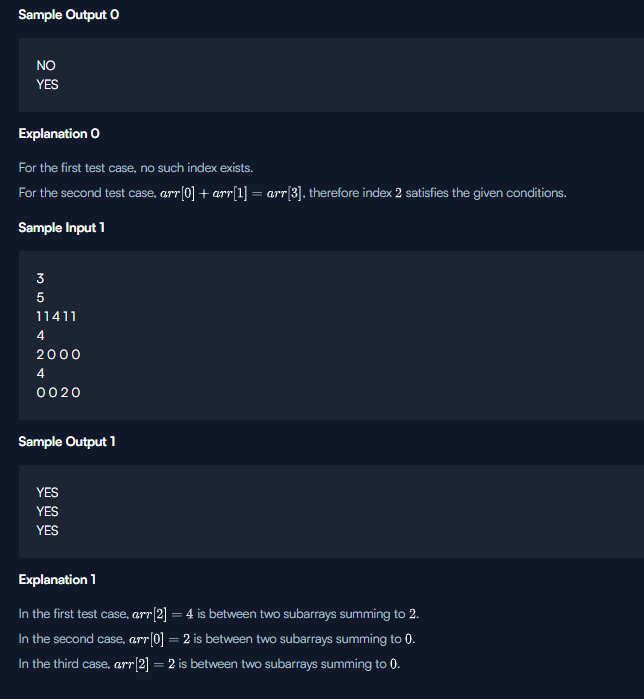 Sample Output 0
NO
YES
Explanation 0
For the first test case, no such index exists.
For the second test case, arr[0] + arr[1] = arr[3], therefore index 2 satisfies the given conditions.
Sample Input 1
3
5
1 1 4 1 1
4
2 0 0 0
4
0 0 2 0
Sample Output 1
YES
YES
YES
Explanation 1
In the first test case, arr[2] = 4 is between two subarrays summing to 2.
In the second case, arr[0] = 2 is between two subarrays summing to 0.
In the third case, arr[2] = 2 is between two subarrays summing to 0.